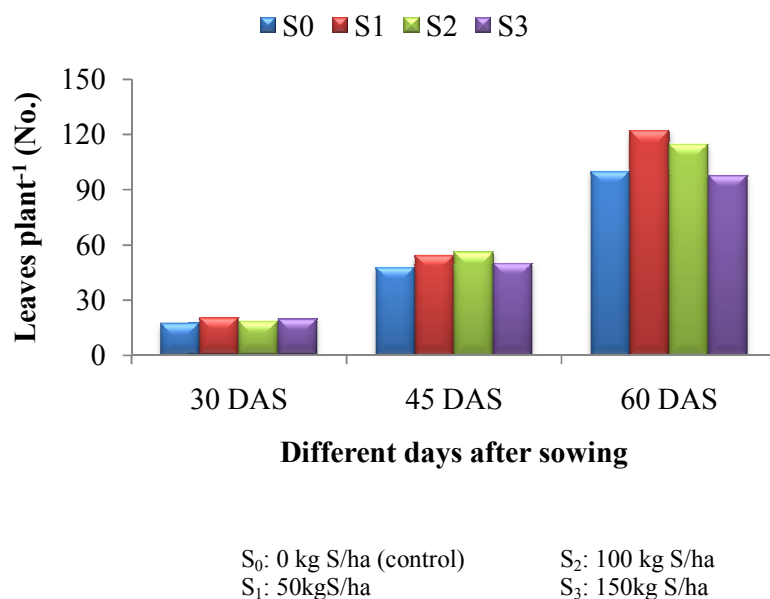 S0 S1 S2 S3
150
120
90
60
30
0
Leaves plant⁻¹ (No.)
30 DAS 45 DAS 60 DAS
Different days after sowing
S₀: 0 kg S/ha (control) S₂: 100 kg S/ha
S₁: 50kgS/ha S₃: 150kg S/ha